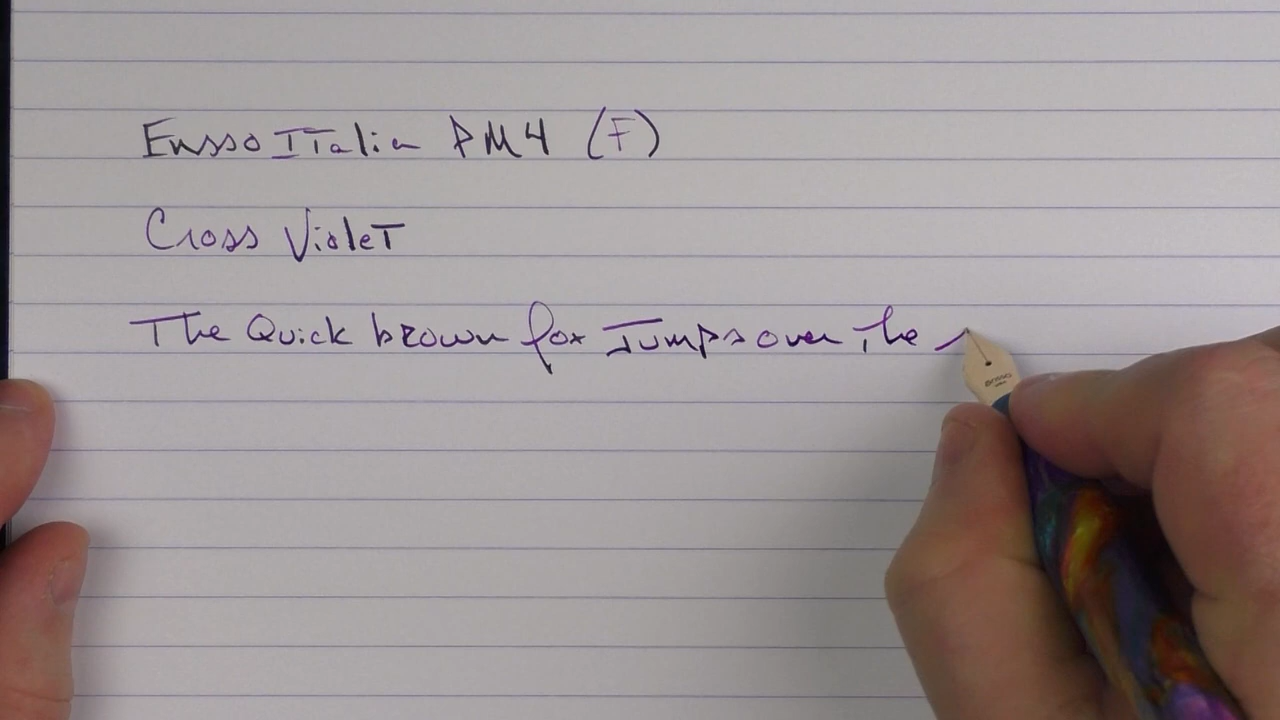 Ensso Italia PM4 (F)
Cross Violet
The Quick brown fox Jumps over the